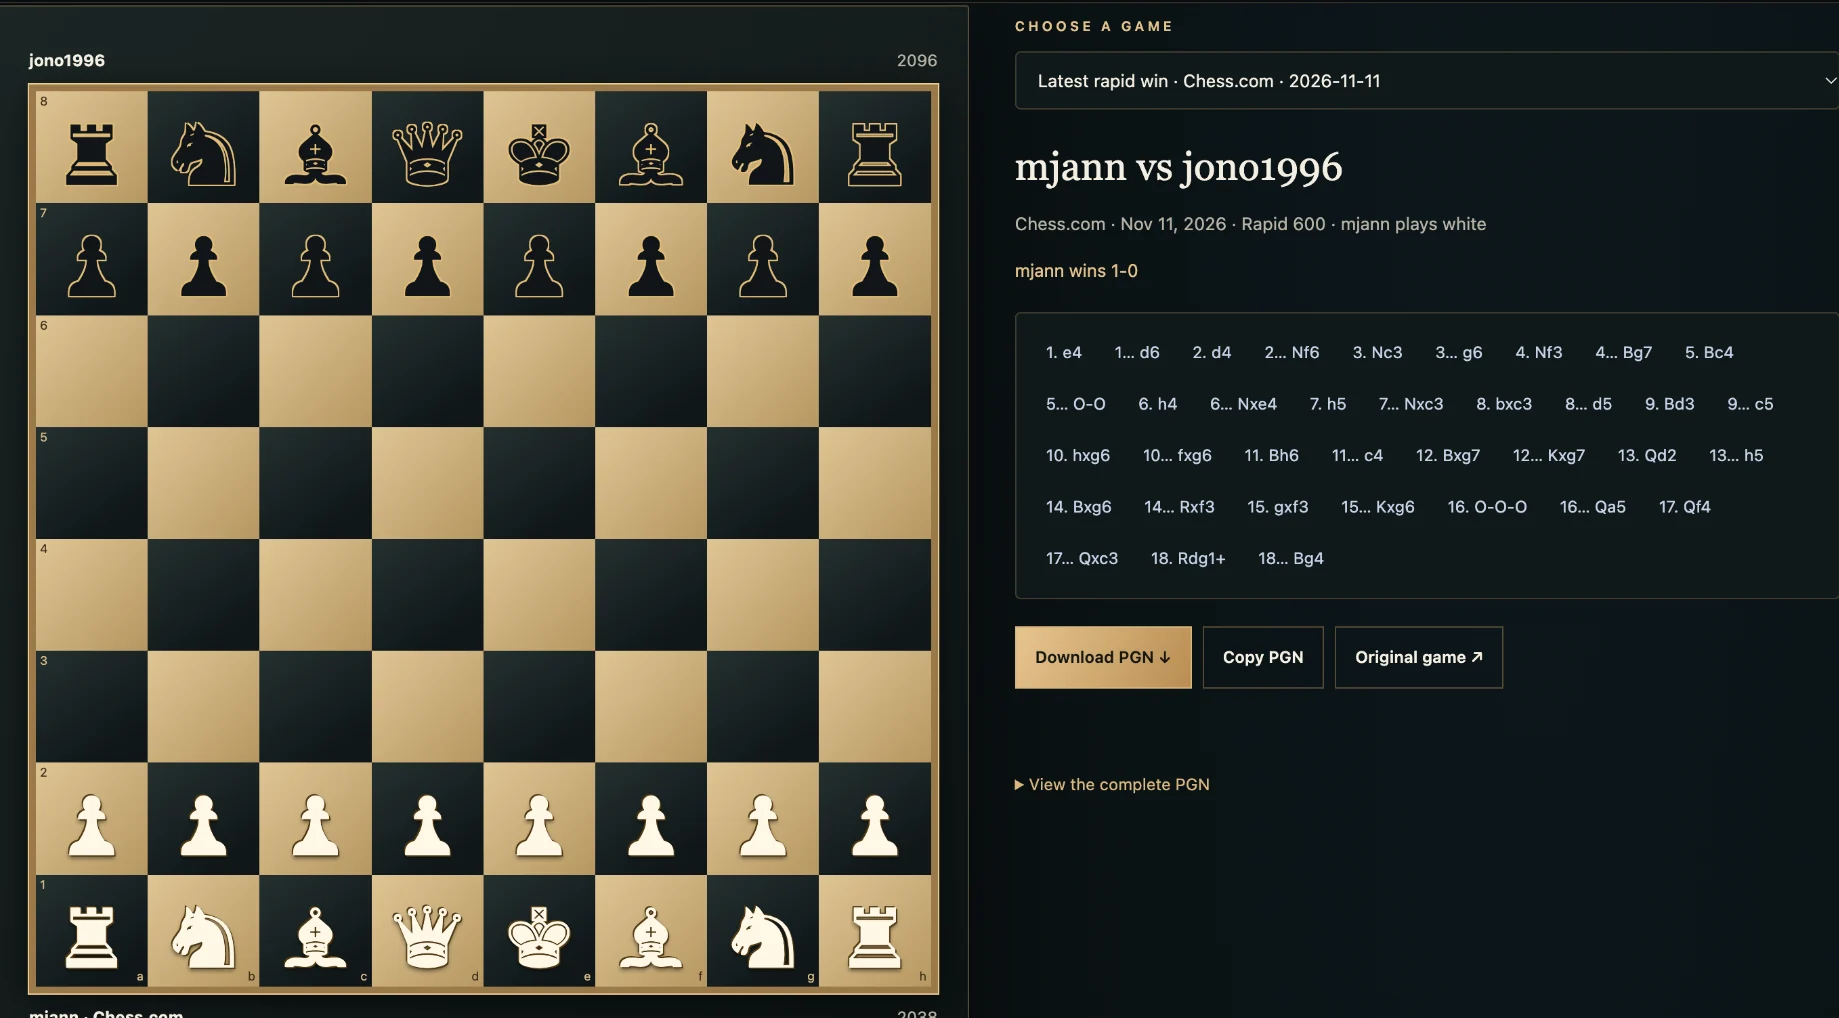 jono1996
2096
8
7
6
5
4
3
2
1
a b c d e f g h
mjann · Chess.com
2038
CHOOSE A GAME
Latest rapid win · Chess.com · 2026-11-11
mjann vs jono1996
Chess.com · Nov 11, 2026 · Rapid 600 · mjann plays white
mjann wins 1-0
1. e4 1... d6 2. d4 2... Nf6 3. Nc3 3... g6 4. Nf3 4... Bg7 5. Bc4
5... O-O 6. h4 6... Nxe4 7. h5 7... Nxc3 8. bxc3 8... d5 9. Bd3 9... c5
10. hxg6 10... fxg6 11. Bh6 11... c4 12. Bxg7 12... Kxg7 13. Qd2 13... h5
14. Bxg6 14... Rxf3 15. gxf3 15... Kxg6 16. O-O-O 16... Qa5 17. Qf4
17... Qxc3 18. Rdg1+ 18... Bg4
Download PGN ↓
Copy PGN
Original game ↗
▶ View the complete PGN